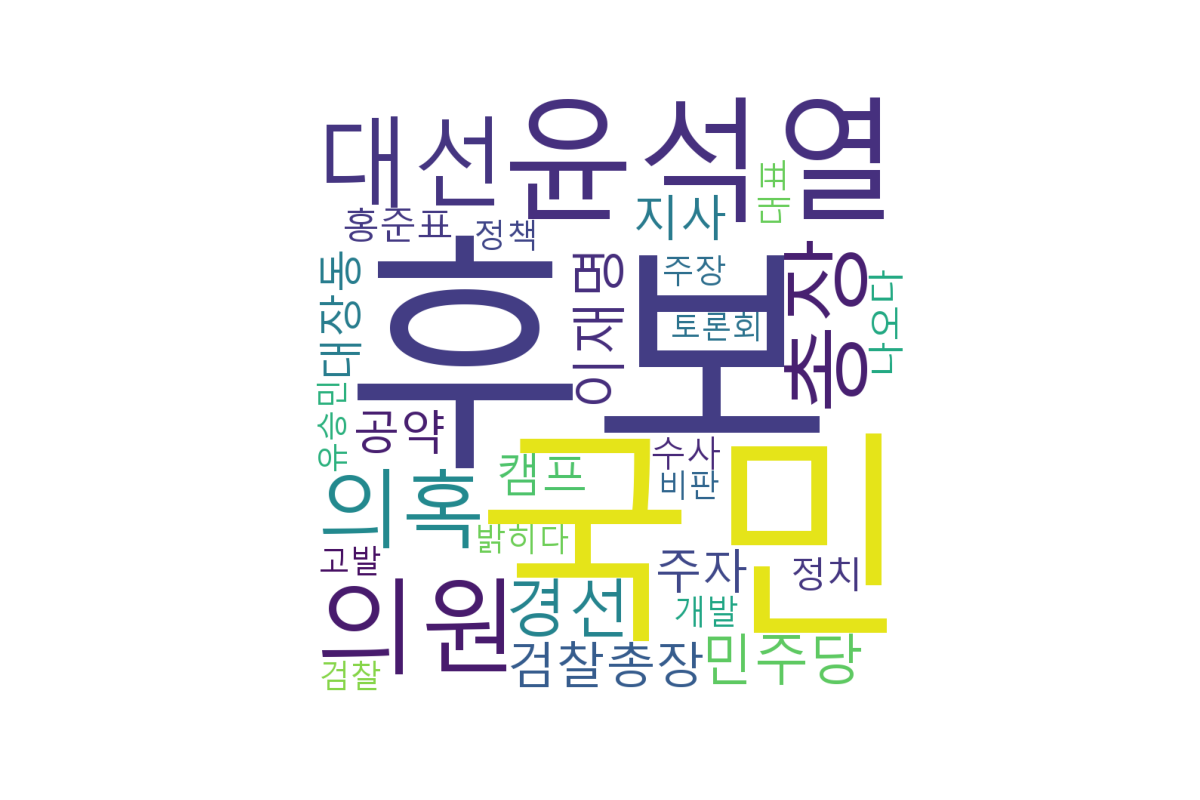 대선
윤석열
대표
지사
홍준표
정책
후보
총장
대장동
이재명
주장
토론회
나오다
유승민
공약
국민
수사
캠프
비판
의혹
밝히다
고발
주자
정치
의원
경선
개발
검찰총장
민주당
검찰